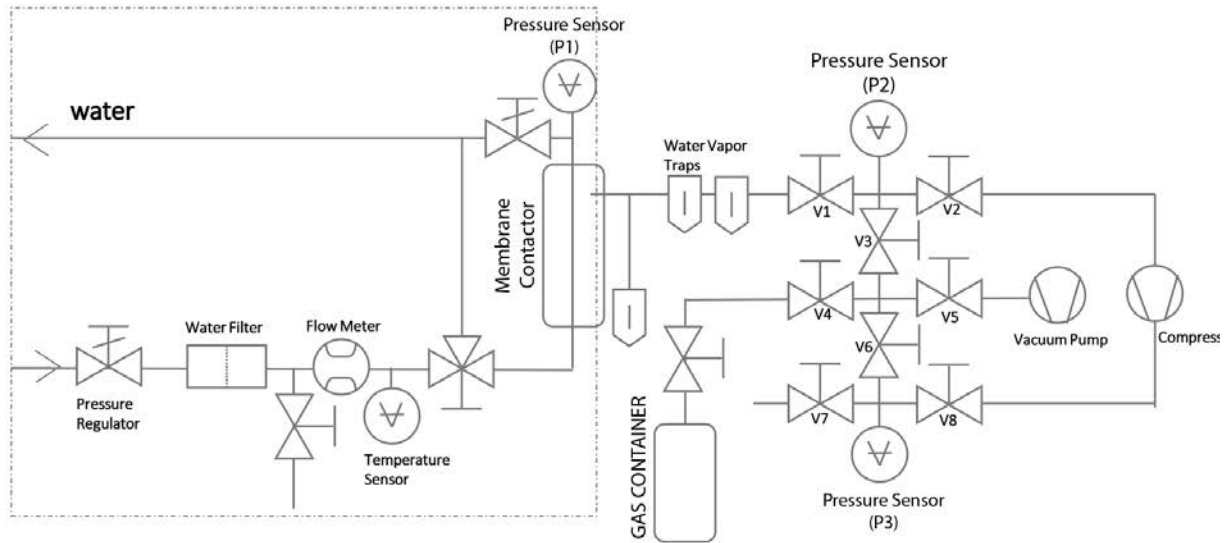 Pressure Sensor
(P1)
Pressure Sensor
(P2)
water
Water Vapor
Traps
V1
V2
Membrane
Contactor
V3
V4
V5
Vacuum Pump
Compress
Water Filter
Flow Meter
V6
Pressure
Regulator
Temperature
Sensor
V7
V8
GAS CONTAINER
Pressure Sensor
(P3)